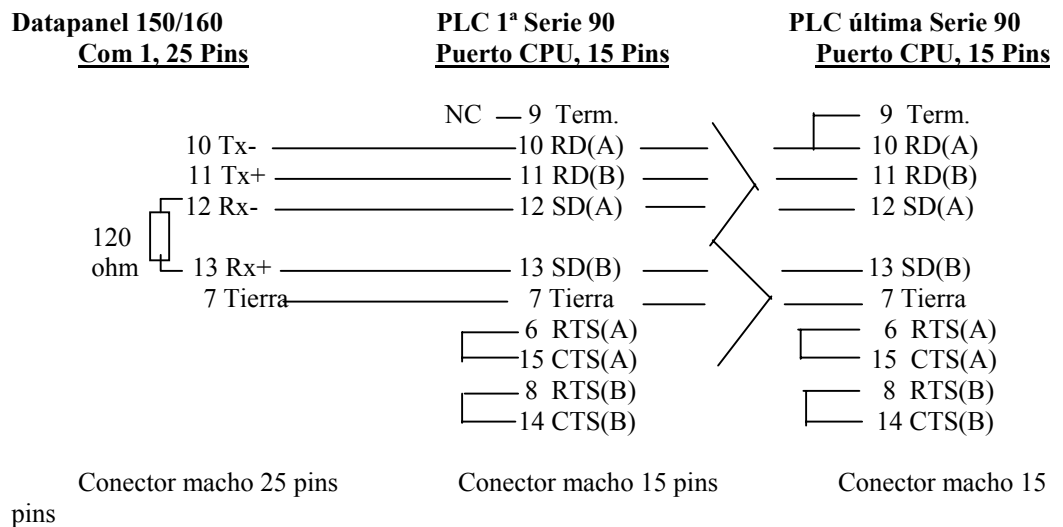 Datapanel 150/160 PLC 1ª Serie 90 PLC última Serie 90
Com 1, 25 Pins Puerto CPU, 15 Pins Puerto CPU, 15 Pins
NC 9 Term. 9 Term.
10 Tx- 10 RD(A) 10 RD(A)
11 Tx+ 11 RD(B) 11 RD(B)
12 Rx- 12 SD(A) 12 SD(A)
120
ohm 13 Rx+ 13 SD(B) 13 SD(B)
7 Tierra 7 Tierra 7 Tierra
6 RTS(A) 6 RTS(A)
15 CTS(A) 15 CTS(A)
8 RTS(B) 8 RTS(B)
14 CTS(B) 14 CTS(B)
Conector macho 25 pins Conector macho 15 pins Conector macho 15
pins